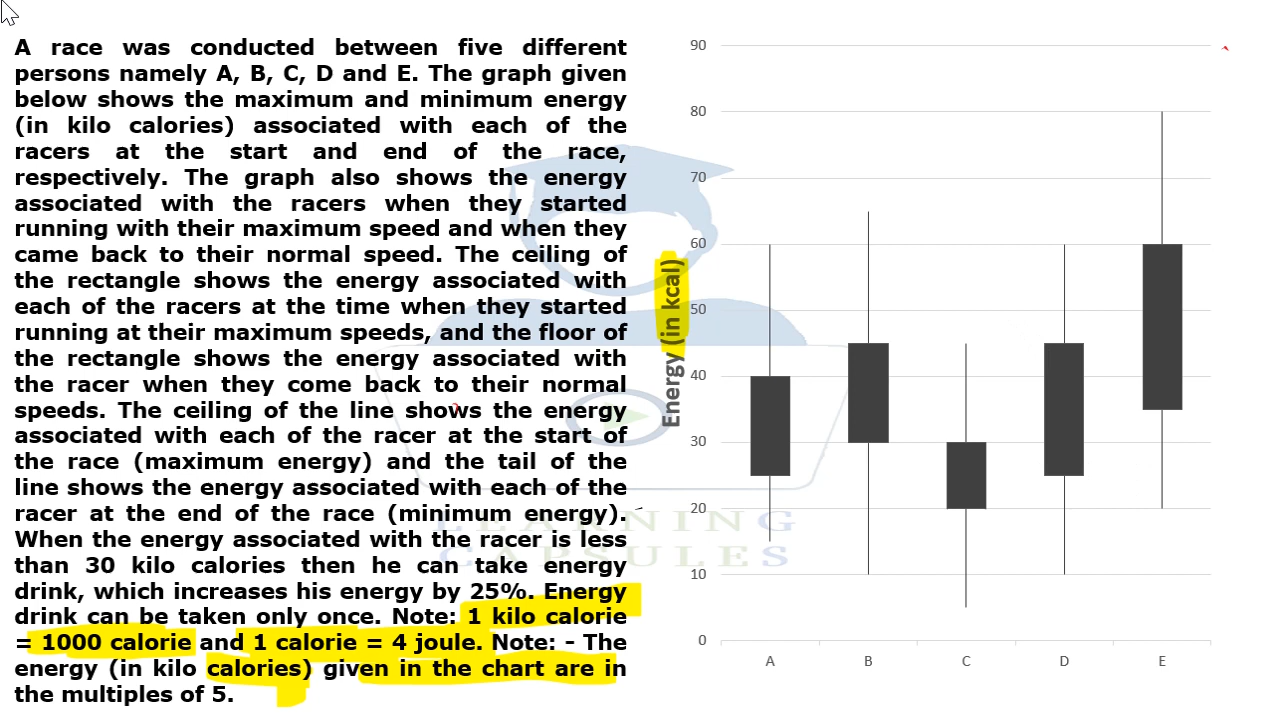 A race was conducted between five different
persons namely A, B, C, D and E. The graph given
below shows the maximum and minimum energy
(in kilo calories) associated with each of the
racers at the start and end of the race,
respectively. The graph also shows the energy
associated with the racers when they started
running with their maximum speed and when they
came back to their normal speed. The ceiling of
the rectangle shows the energy associated with
each of the racers at the time when they started
running at their maximum speeds, and the floor of
the rectangle shows the energy associated with
the racer when they come back to their normal
speeds. The ceiling of the line shows the energy
associated with each of the racer at the start of
the race (maximum energy) and the tail of the
line shows the energy associated with each of the
racer at the end of the race (minimum energy).
When the energy associated with the racer is less
than 30 kilo calories then he can take energy
drink, which increases his energy by 25%. Energy
drink can be taken only once. Note: 1 kilo calorie
= 1000 calorie and 1 calorie = 4 joule. Note: - The
energy (in kilo calories) given in the chart are in
the multiples of 5.
LEARNING
CAPSULES
Energy (in kcal)
90
80
70
60
50
40
30
20
10
0
A B C D E